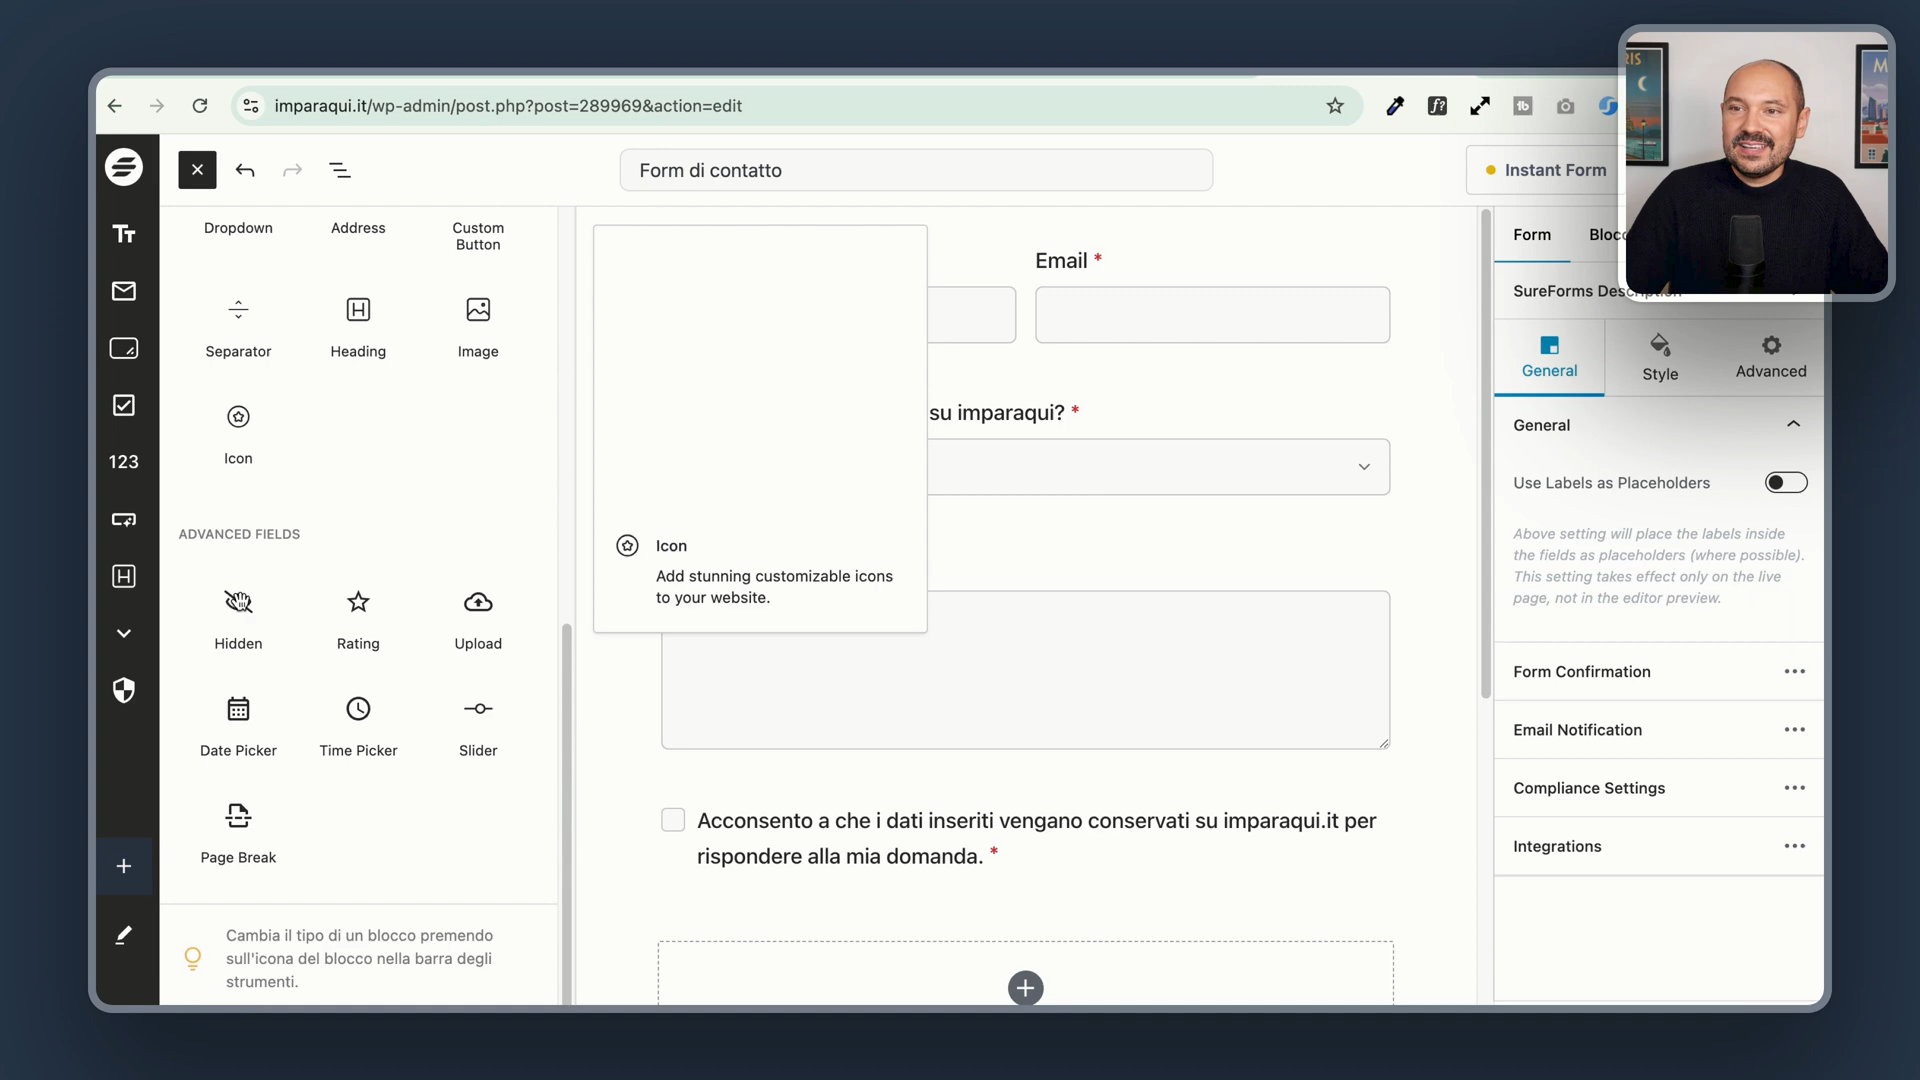 imparaqui.it/wp-admin/post.php?post=289969&action=edit
Form di contatto
Instant Form
Tт
123
Dropdown
Address
Custom
Button
Separator
Heading
Image
Icon
ADVANCED FIELDS
Hidden
Rating
Upload
Date Picker
Time Picker
Slider
Page Break
Cambia il tipo di un blocco premendo
sull'icona del blocco nella barra degli
strumenti.
Icon
Add stunning customizable icons
to your website.
Email *
su imparaqui? *
Acconsento a che i dati inseriti vengano conservati su imparaqui.it per
rispondere alla mia domanda. *
Form
SureForms
General
Style
Advanced
General
Use Labels as Placeholders
Above setting will place the labels inside
the fields as placeholders (where possible).
This setting takes effect only on the live
page, not in the editor preview.
Form Confirmation
Email Notification
Compliance Settings
Integrations